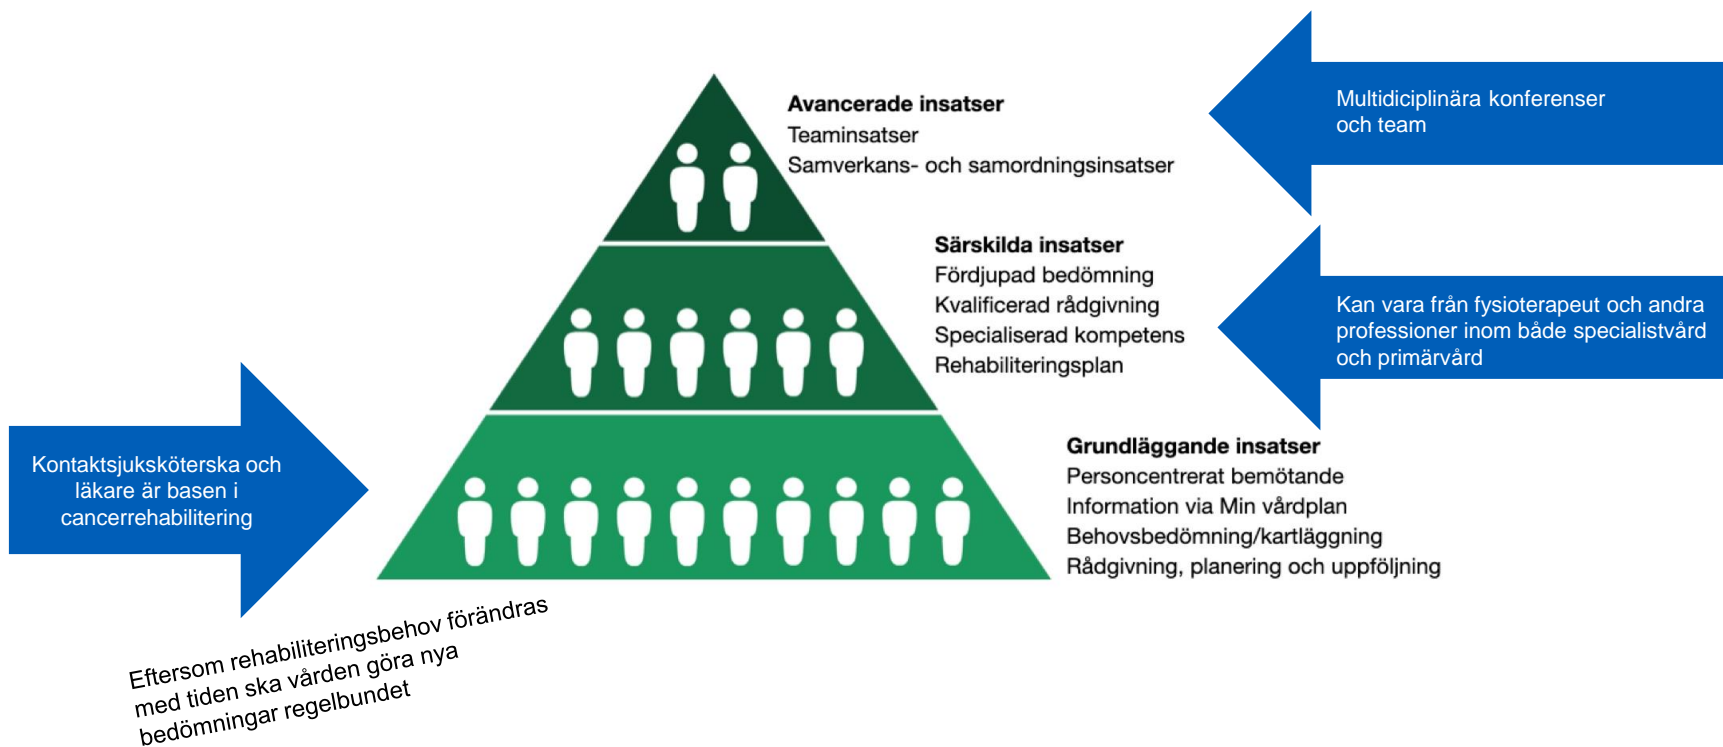 Avancerade insatser
Teaminsatser
Samverkans- och samordningsinsatser
Multidiciplinära konferenser
och team
Särskilda insatser
Fördjupad bedömning
Kvalificerad rådgivning
Specialiserad kompetens
Rehabiliteringsplan
Kan vara från fysioterapeut och andra
professioner inom både specialistvård
och primärvård
Kontaktsjuksköterska och
läkare är basen i
cancerrehabilitering
Grundläggande insatser
Personcentrerat bemötande
Information via Min vårdplan
Behovsbedömning/kartläggning
Rådgivning, planering och uppföljning
Eftersom rehabiliteringsbehov förändras
med tiden ska vården göra nya
bedömningar regelbundet